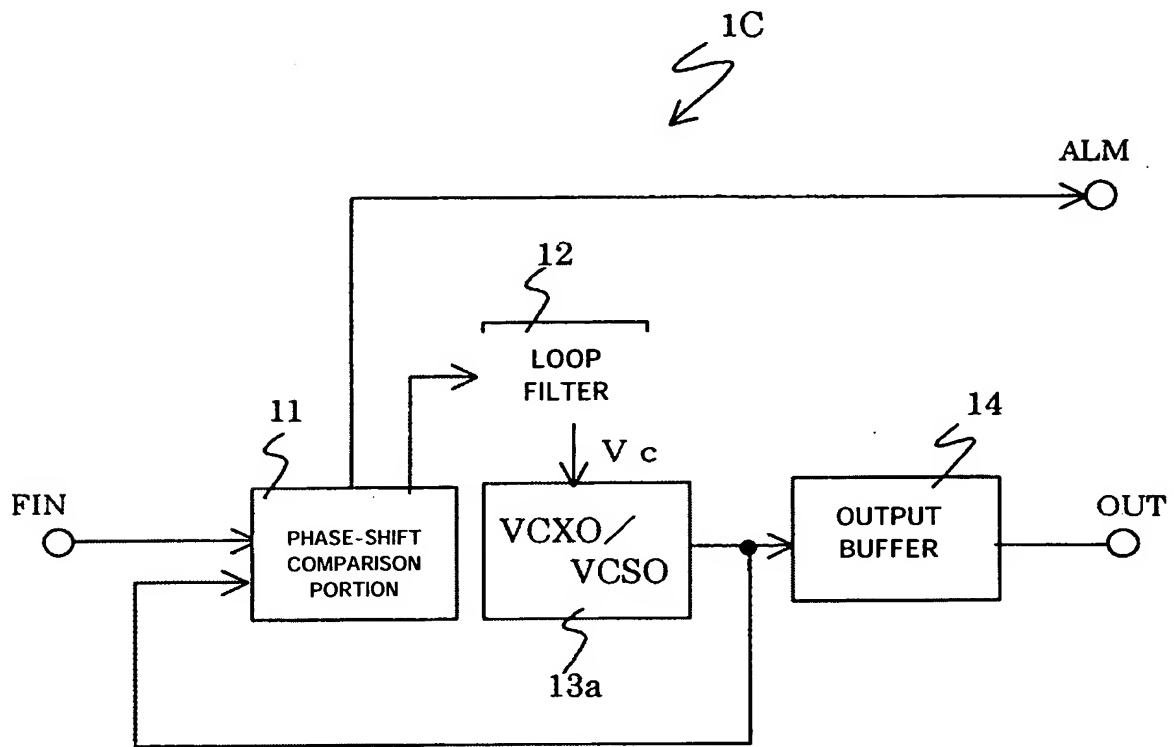 1C
ALM
12
LOOP
FILTER
11
V c
14
FIN
PHASE-SHIFT
COMPARISON
PORTION
VCXO/
VCSO
OUTPUT
BUFFER
OUT
13a